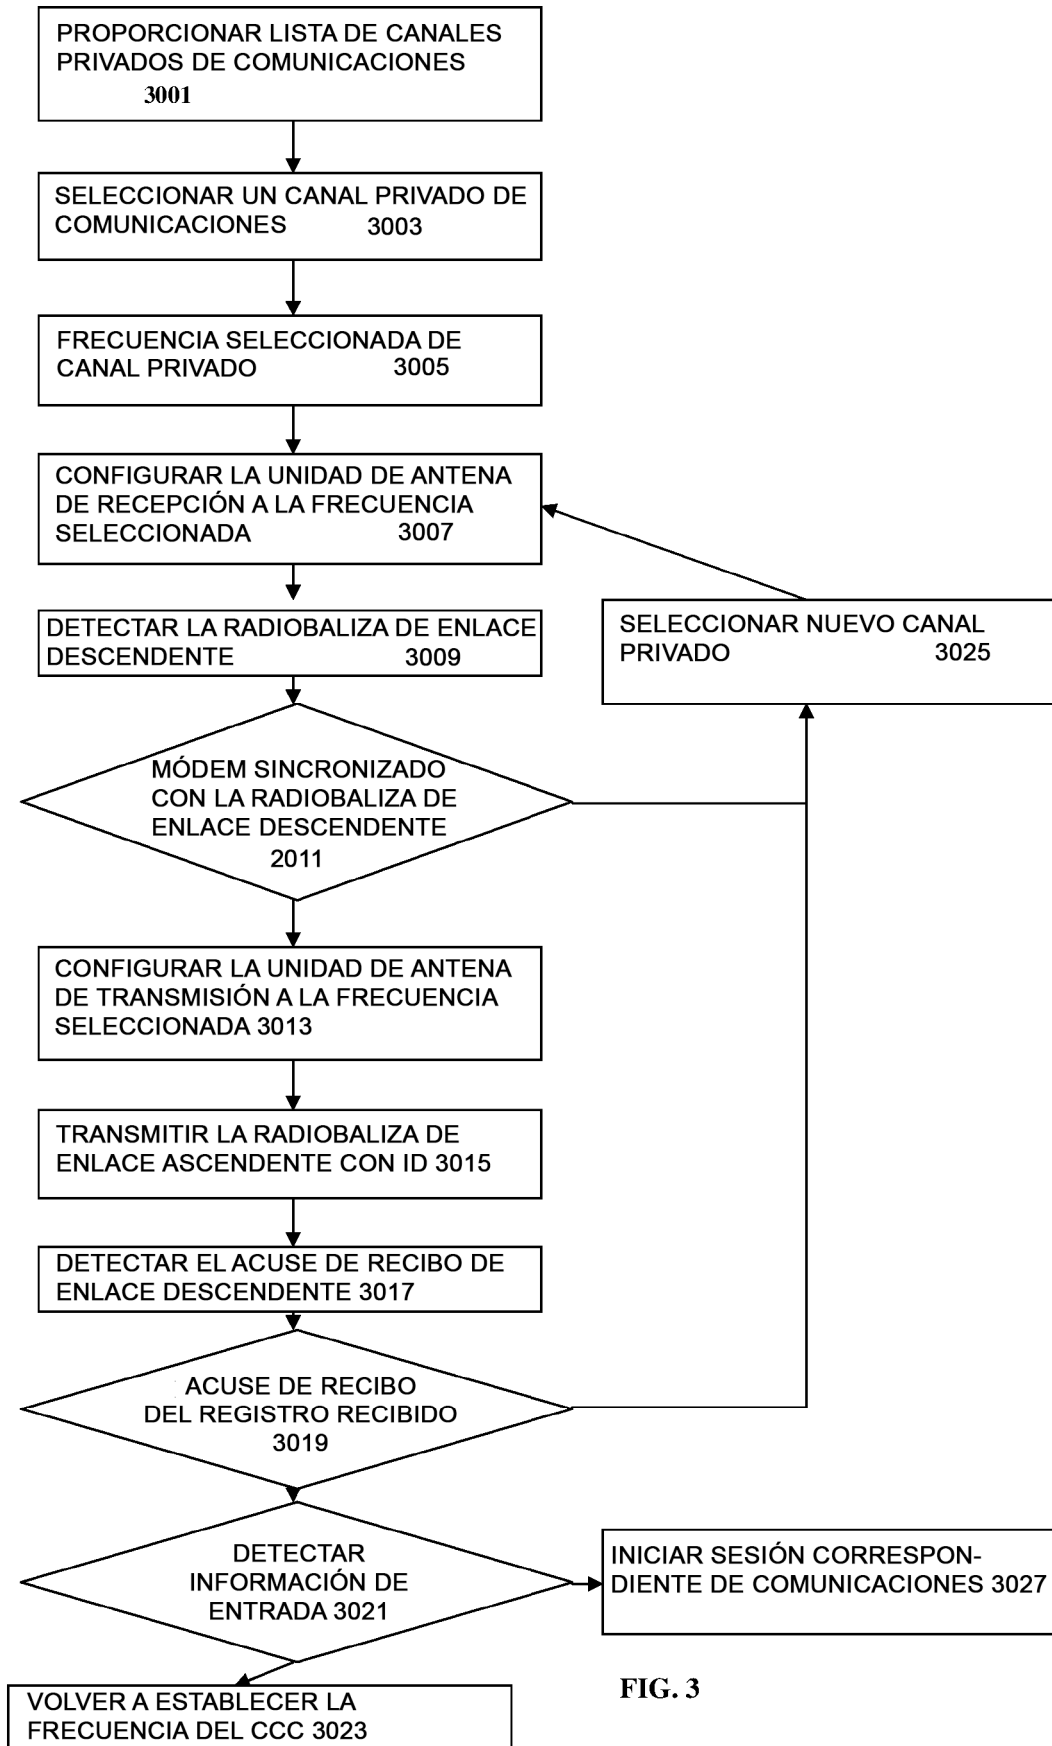 PROPORCIONAR LISTA DE CANALES
PRIVADOS DE COMUNICACIONES
3001
SELECCIONAR UN CANAL PRIVADO DE
COMUNICACIONES 3003
FRECUENCIA SELECCIONADA DE
CANAL PRIVADO 3005
CONFIGURAR LA UNIDAD DE ANTENA
DE RECEPCIÓN A LA FRECUENCIA
SELECCIONADA 3007
DETECTAR LA RADIOBALIZA DE ENLACE
DESCENDENTE 3009
SELECCIONAR NUEVO CANAL
PRIVADO 3025
MÓDEM SINCRONIZADO
CON LA RADIOBALIZA DE
ENLACE DESCENDENTE
2011
CONFIGURAR LA UNIDAD DE ANTENA
DE TRANSMISIÓN A LA FRECUENCIA
SELECCIONADA 3013
TRANSMITIR LA RADIOBALIZA DE
ENLACE ASCENDENTE CON ID 3015
DETECTAR EL ACUSE DE RECIBO DE
ENLACE DESCENDENTE 3017
ACUSE DE RECIBO
DEL REGISTRO RECIBIDO
3019
DETECTAR
INFORMACIÓN DE
ENTRADA 3021
INICIAR SESIÓN CORRESPON-
DIENTE DE COMUNICACIONES 3027
VOLVER A ESTABLECER LA
FRECUENCIA DEL CCC 3023
FIG. 3